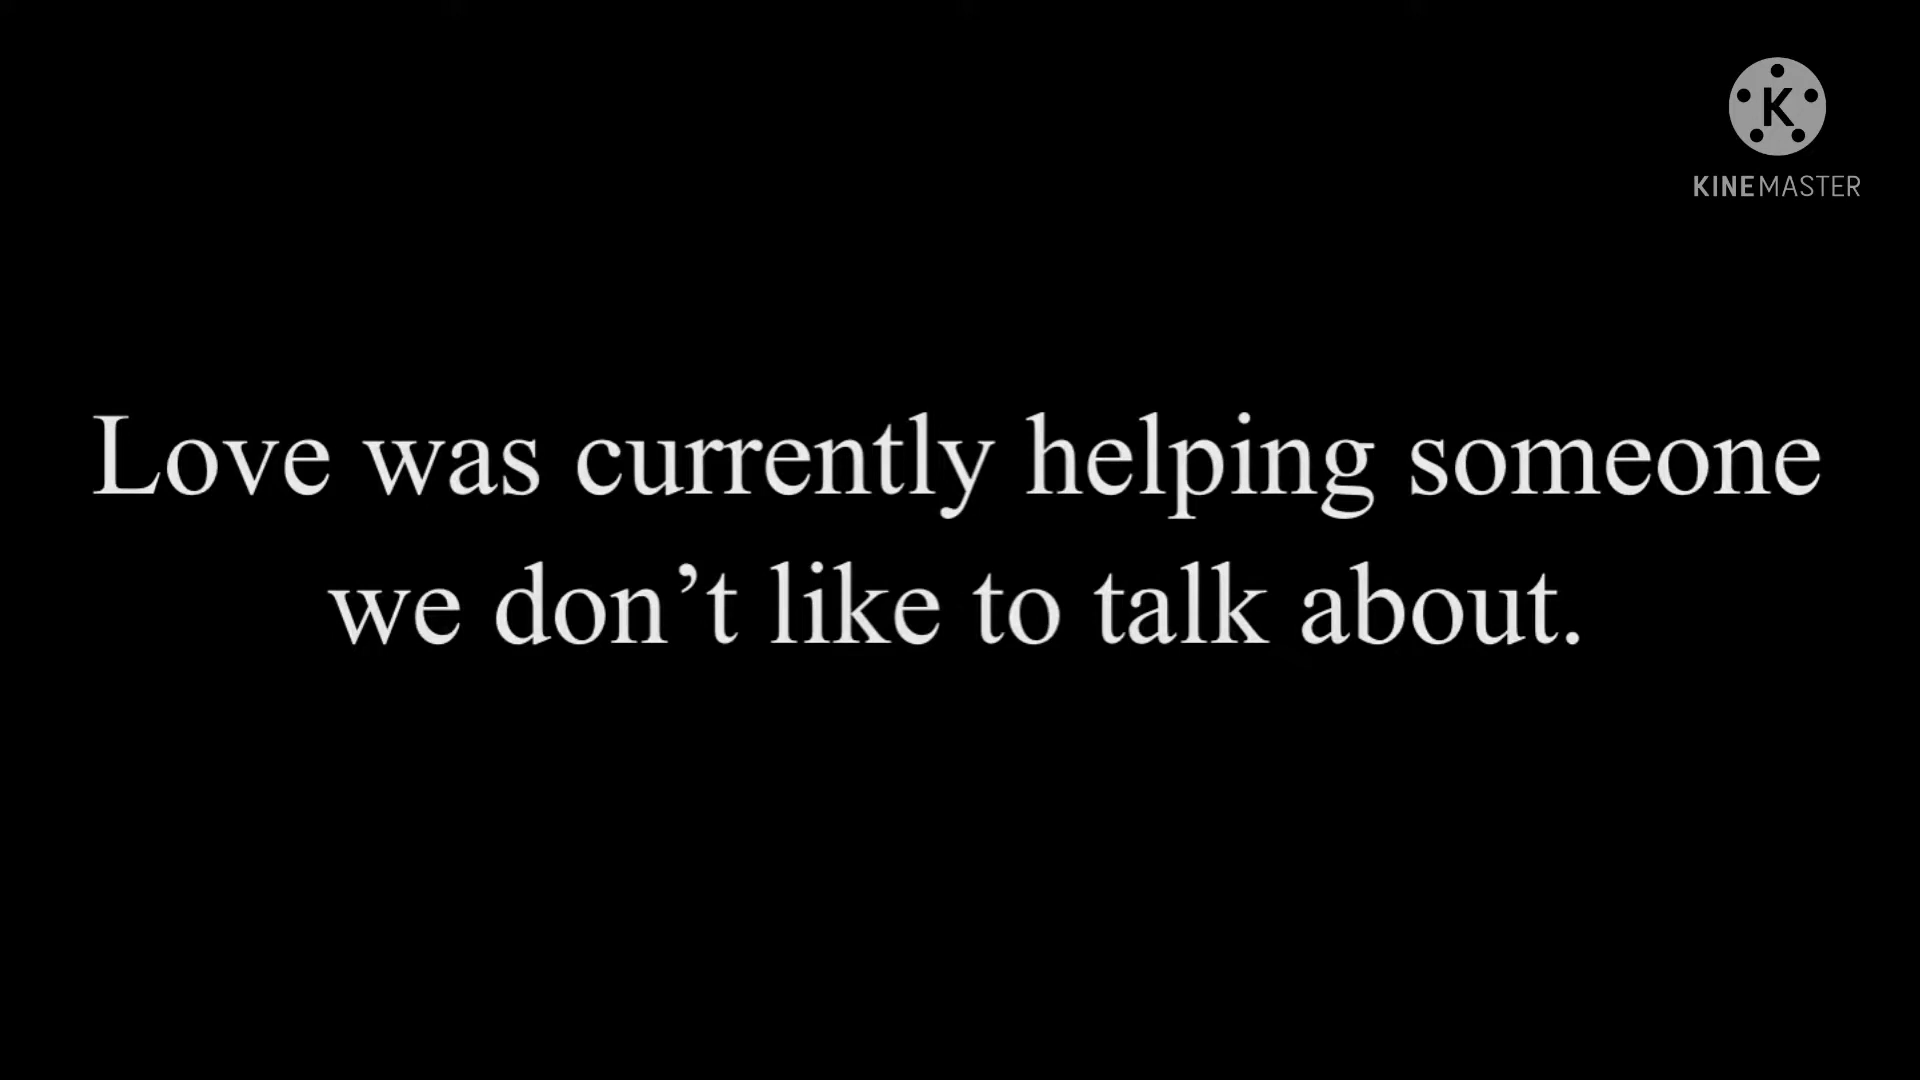 K
KINEMASTER
Love was currently helping someone
we don’t like to talk about.